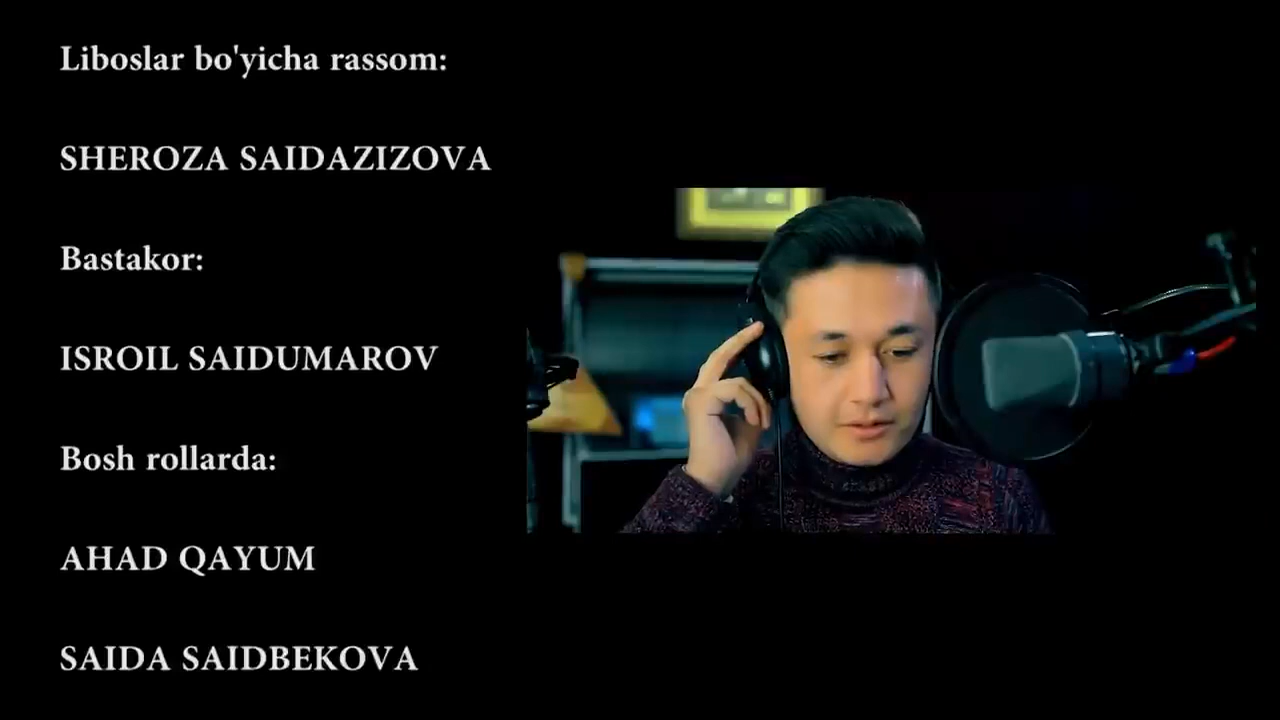 Liboslar bo'yicha rassom:
SHEROZA SAIDAZIZOVA
Bastakor:
ISROIL SAIDUMAROV
Bosh rollarda:
AHAD QAYUM
SAIDA SAIDBEKOVA